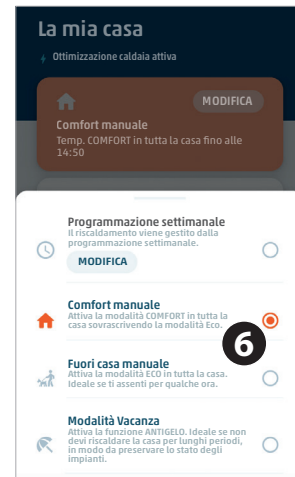 La mia casa
Ottimizzazione caldaia attiva
MODIFICA
Comfort manuale
Temp. COMFORT in tutta la casa fino alle
14:50
Programmazione settimanale
Il riscaldamento viene gestito dalla
programmazione settimanale.
MODIFICA
Comfort manuale
Attiva la modalità COMFORT in tutta la
casa sovrascrivendo la modalità Eco.
6
Fuori casa manuale
Attiva la modalità ECO in tutta la casa.
Ideale se ti assenti per qualche ora.
Modalità Vacanza
Attiva la funzione ANTIGELO. Ideale se non
devi riscaldare la casa per lunghi periodi,
in modo da preservare lo stato degli
impianti.